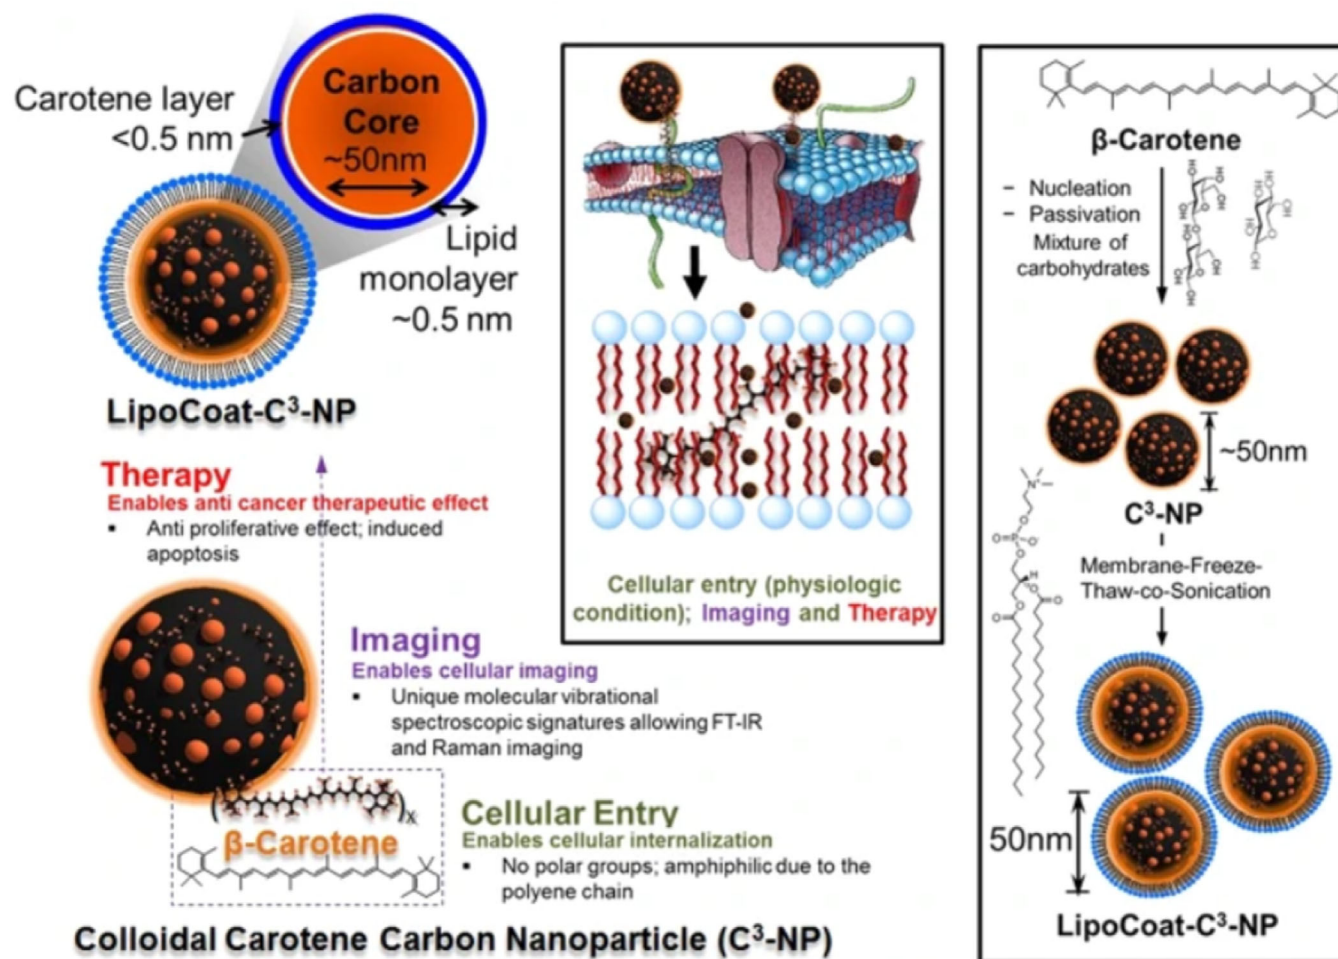 Carotene layer
<0.5 nm
Carbon
Core
~50nm
Lipid
monolayer
~0.5 nm
LipoCoat-C³-NP
Therapy
Enables anti cancer therapeutic effect
▪ Anti proliferative effect; induced
apoptosis
Imaging
Enables cellular imaging
▪ Unique molecular vibrational
spectroscopic signatures allowing FT-IR
and Raman imaging
( )x
β-Carotene
Cellular Entry
Enables cellular internalization
▪ No polar groups; amphiphilic due to the
polyene chain
Colloidal Carotene Carbon Nanoparticle (C³-NP)
Cellular entry (physiologic
condition); Imaging and Therapy
β-Carotene
– Nucleation
– Passivation
Mixture of
carbohydrates
~50nm
C³-NP
Membrane-Freeze-
Thaw-co-Sonication
50nm
LipoCoat-C³-NP